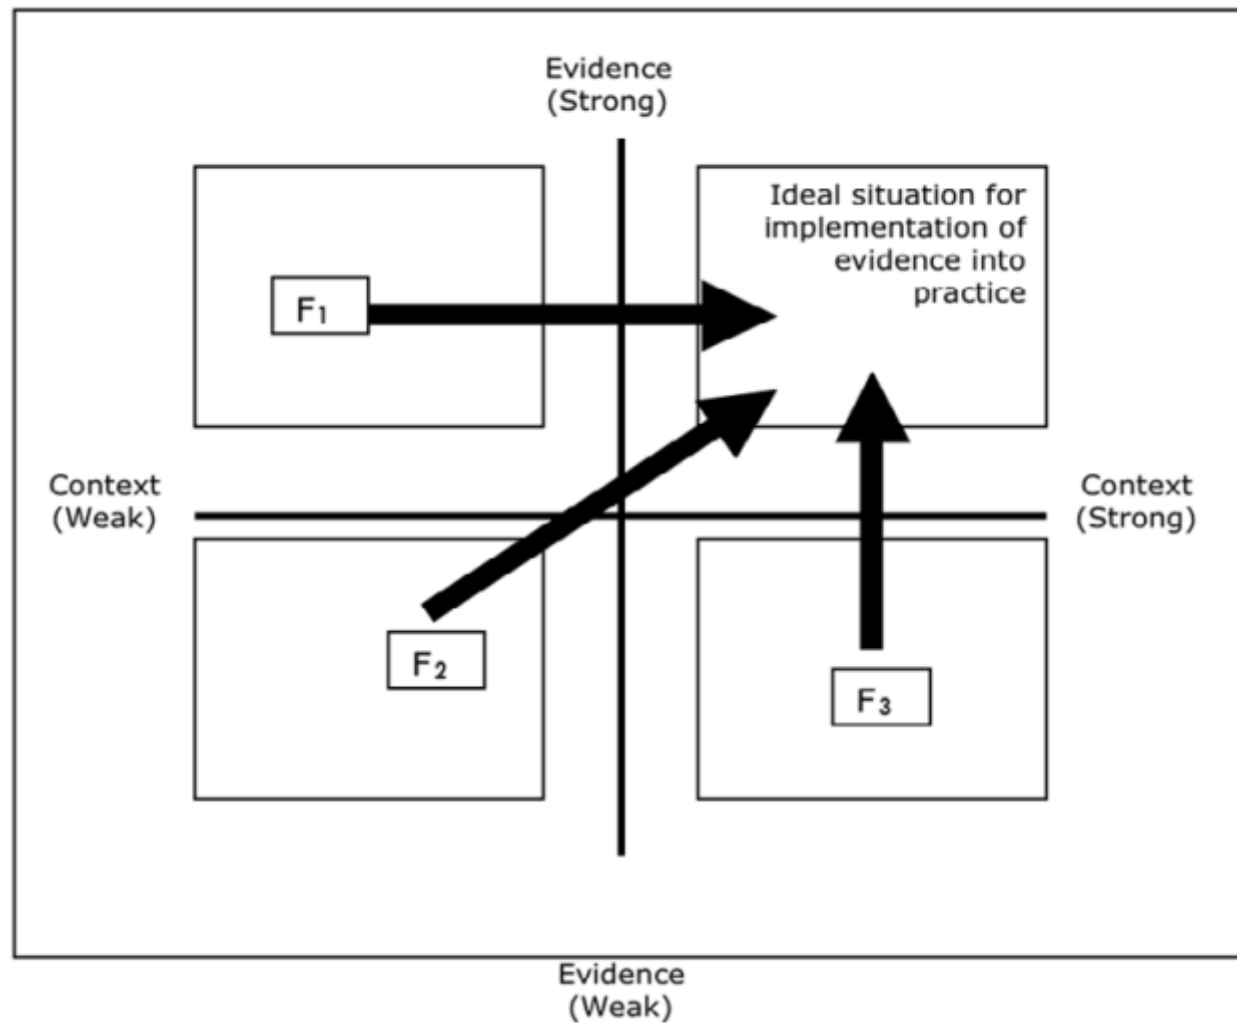 Evidence
(Strong)
Ideal situation for
implementation of
evidence into
practice
F1
Context
(Weak)
Context
(Strong)
F2
F3
Evidence
(Weak)